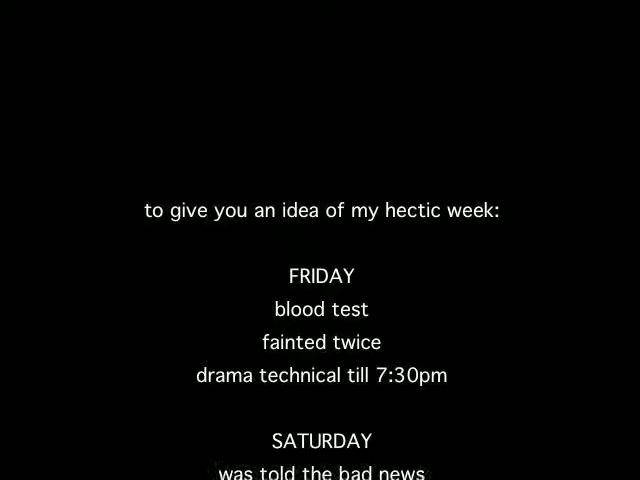 to give you an idea of my hectic week:
FRIDAY
blood test
fainted twice
drama technical till 7:30pm
SATURDAY
was told the bad news